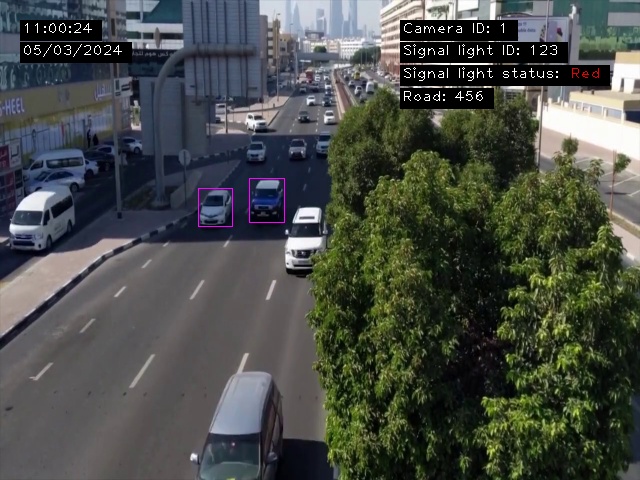 11:00:24
05/03/2024
Camera ID: 1
Signal light ID: 123
Signal light status: Red
Road: 456